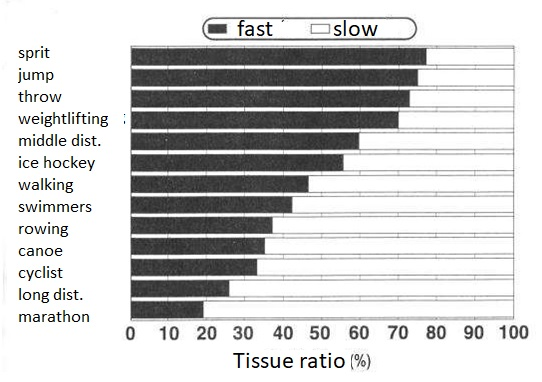 fast slow
sprit
jump
throw
weightlifting
middle dist.
ice hockey
walking
swimmers
rowing
canoe
cyclist
long dist.
marathon
0 10 20 30 40 50 60 70 80 90 100
Tissue ratio (%)